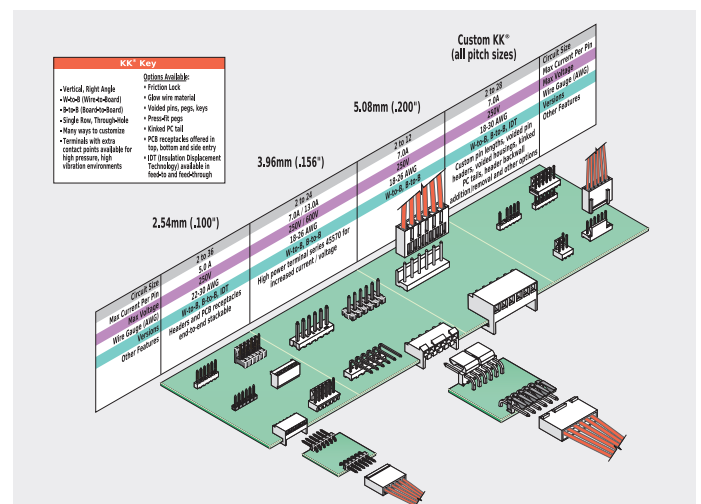 Custom KK®
(all pitch sizes)
KK® Key
• Vertical, Right Angle
• W-to-B (Wire-to-Board)
• B-to-B (Board-to-Board)
• Single Row, Through-Hole
• Many ways to customize
• Terminals with extra
contact points available for
high pressure, high
vibration environments
Options Available:
• Friction Lock
• Glow wire material
• Voided pins, pegs, keys
• Press-fit pegs
• Kinked PC tail
• PCB receptacles offered in
top, bottom and side entry
• IDT (Insulation Displacement
Technology) available in
feed-to and feed-through
5.08mm (.200")
3.96mm (.156")
2.54mm (.100")
Circuit Size
Max Current Per Pin
Max Voltage
Wire Gauge (AWG)
Versions
Other Features
2 to 36
5.0 A
250V
22-30 AWG
W-to-B, B-to-B, IDT
Headers and PCB receptacles
end-to-end stackable
2 to 24
7.0A / 13.0A
250V / 600V
18-26 AWG
W-to-B, B-to-B
High power terminal series 45570 for
increased current / voltage
2 to 12
7.0A
250V
18-26 AWG
W-to-B, B-to-B
2 to 28
7.0A
250V
18-30 AWG
W-to-B, B-to-B, IDT
Custom pin lengths, voided pin
headers, voided housings, kinked
PC tails, header backwall
addition/removal and other options
Circuit Size
Max Current Per Pin
Max Voltage
Wire Gauge (AWG)
Versions
Other Features